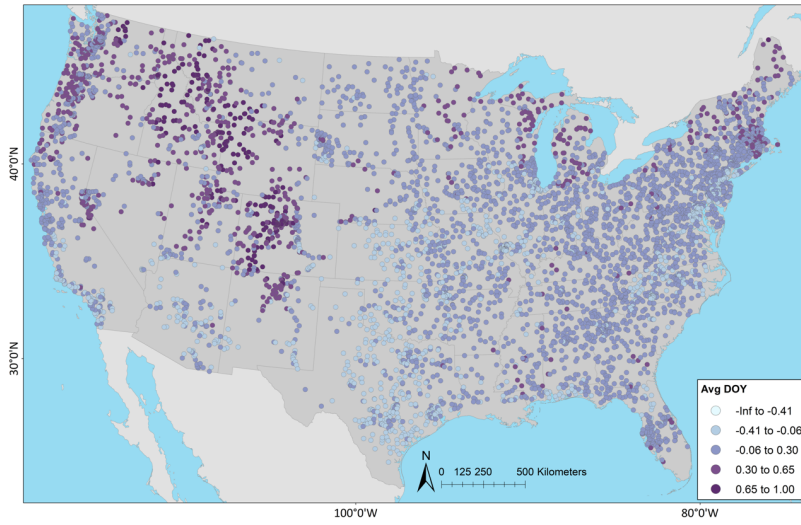 40°0'N
30°0'N
100°0'W
80°0'W
N
0 125 250 500 Kilometers
Avg DOY
-Inf to -0.41
-0.41 to -0.06
-0.06 to 0.30
0.30 to 0.65
0.65 to 1.00